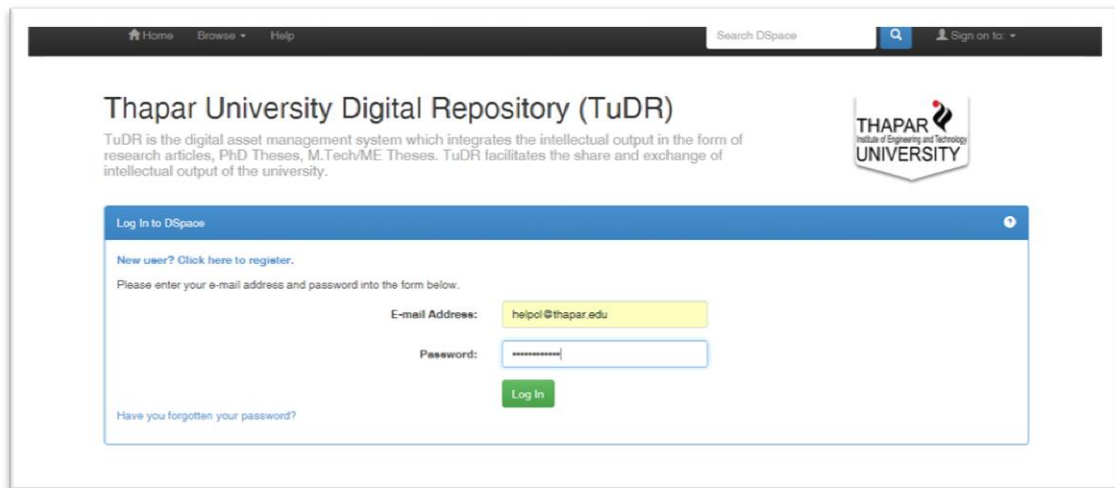 Home Browse Help Search DSpace Sign on to:
Thapar University Digital Repository (TuDR)
TuDR is the digital asset management system which integrates the intellectual output in the form of
research articles, PhD Theses, M.Tech/ME Theses. TuDR facilitates the share and exchange of
intellectual output of the university.
THAPAR
Institute of Engineering and Technology
UNIVERSITY
Log In to DSpace
New user? Click here to register.
Please enter your e-mail address and password into the form below.
E-mail Address: helpcl@thapar.edu
Password: ••••••••••••
Log In
Have you forgotten your password?